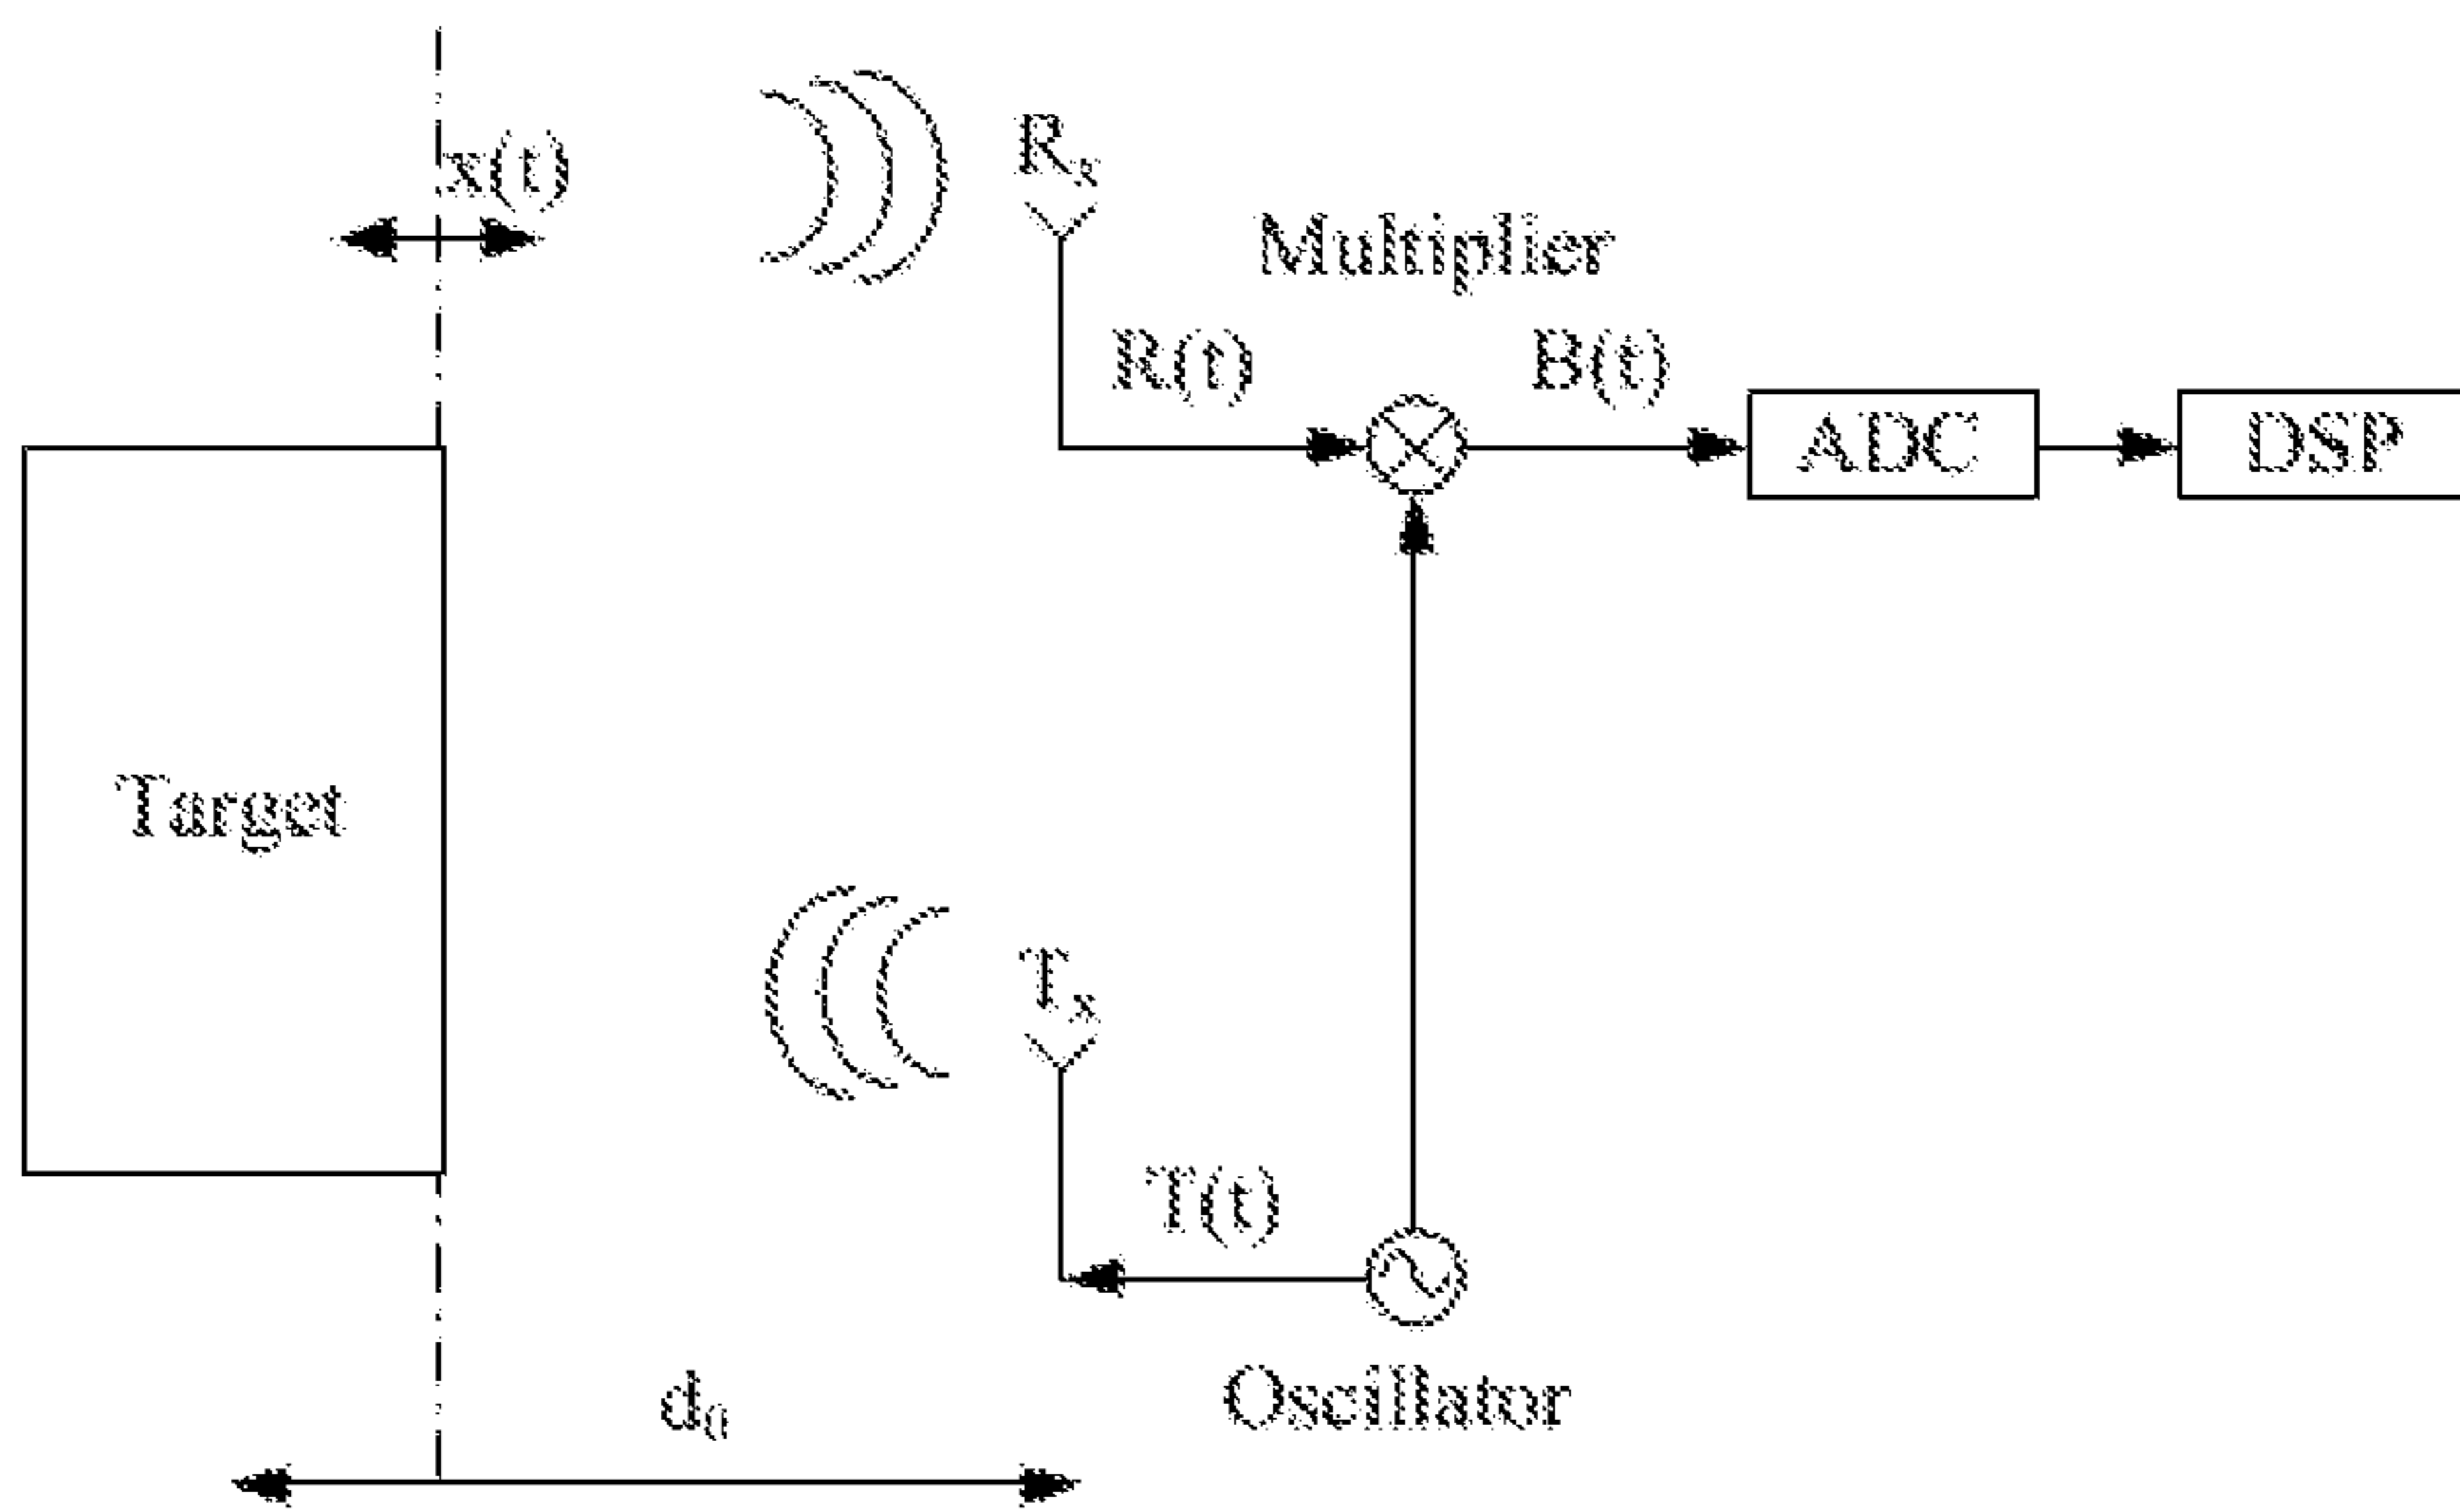 x(t)
Rx
Multiplier
R(t)
B(t)
ADC
DSP
Target
Tx
T(t)
Oscillator
d0